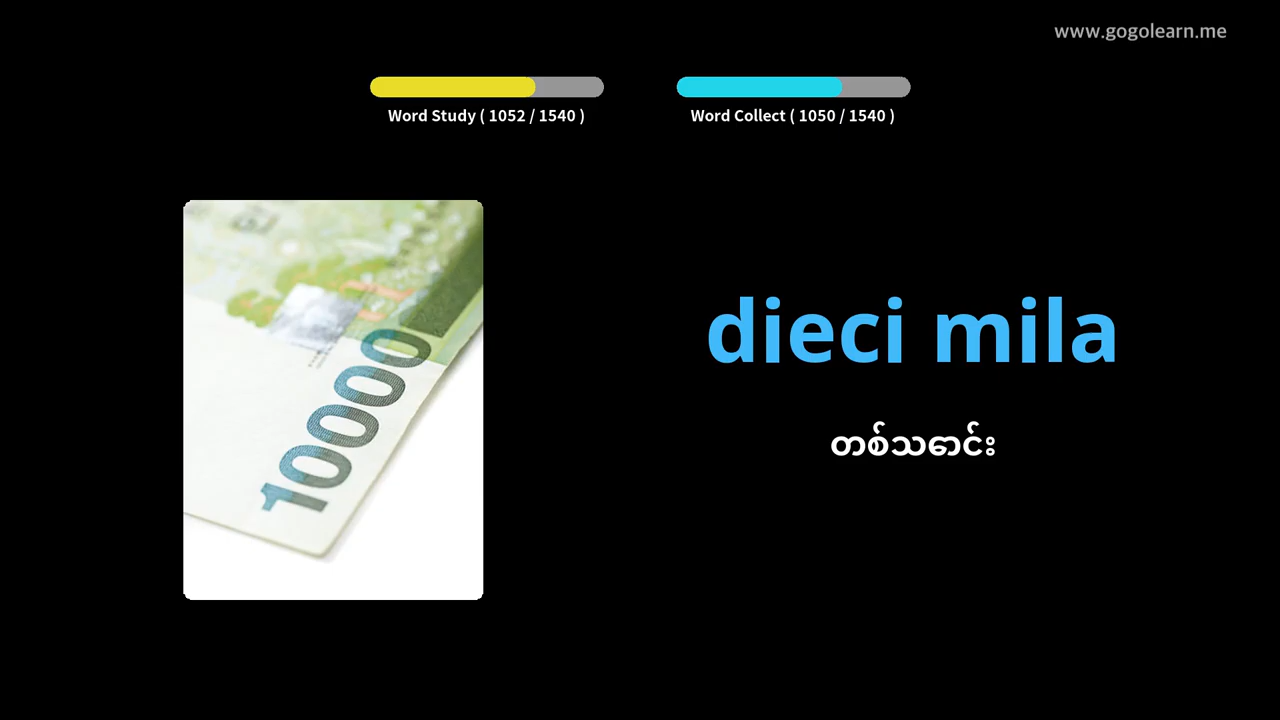 www.gogolearn.me
Word Study ( 1052 / 1540 )
Word Collect ( 1050 / 1540 )
10000
dieci mila
တစ်သောင်း